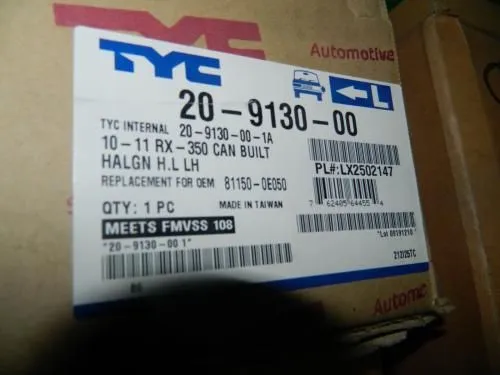 TYC
Automotive
L
20-9130-00
TYC INTERNAL 20-9130-00-1A
10-11 RX-350 CAN BUILT
HALGN H.L LH
PL#:LX2502147
REPLACEMENT FOR OEM 81150-0E050
QTY: 1 PC
MADE IN TAIWAN
MEETS FMVSS 108
"20-9130-00 1"
212/25TC
Automo